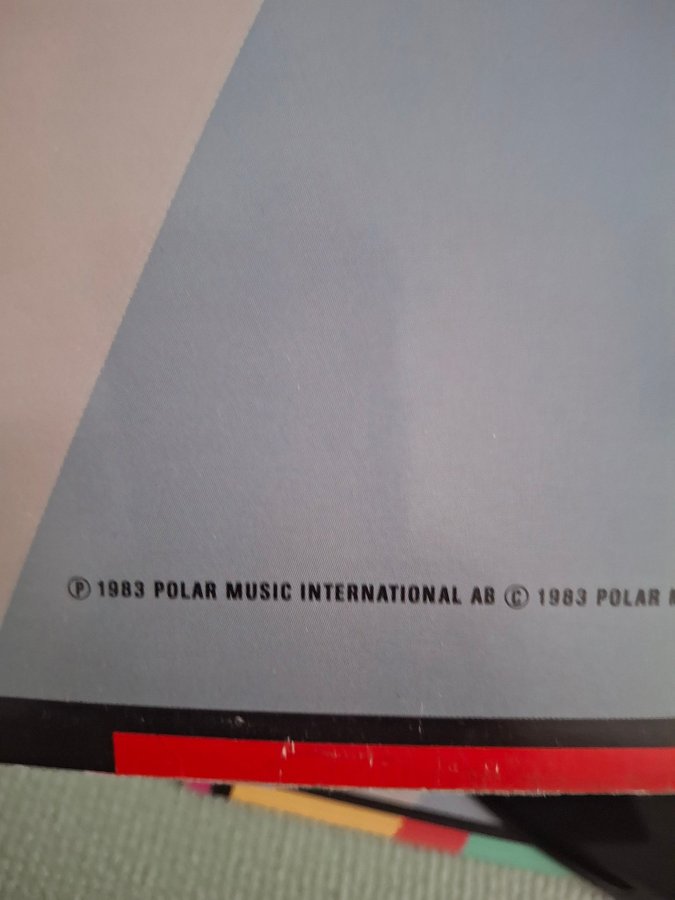 Ⓟ 1983 POLAR MUSIC INTERNATIONAL AB © 1983 POLAR